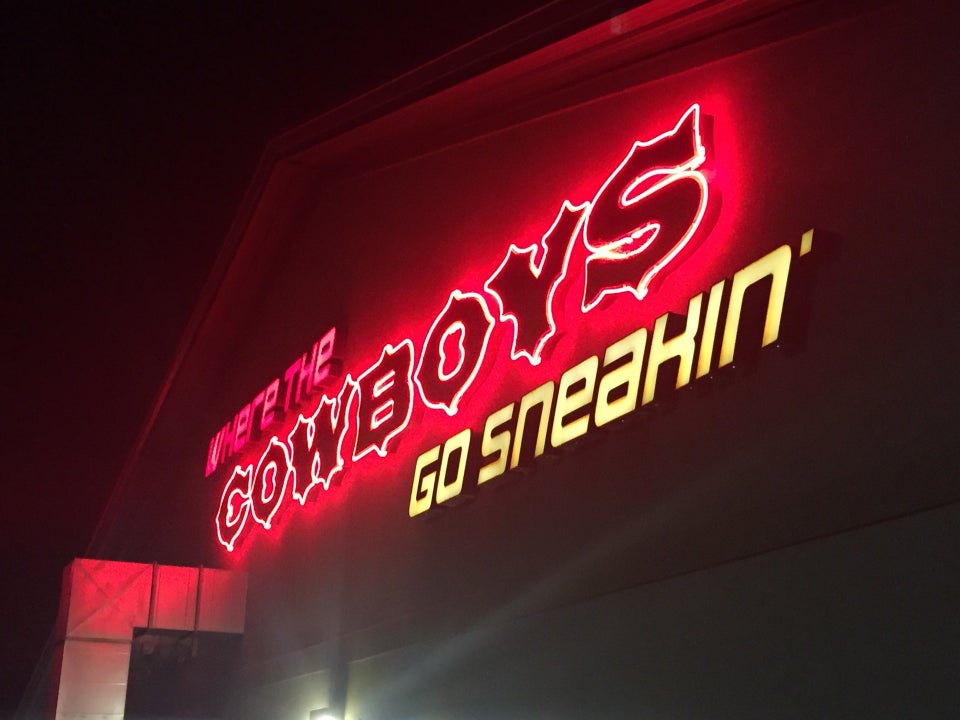 WHERE THE
COWBOYS
GO SNEAKIN'